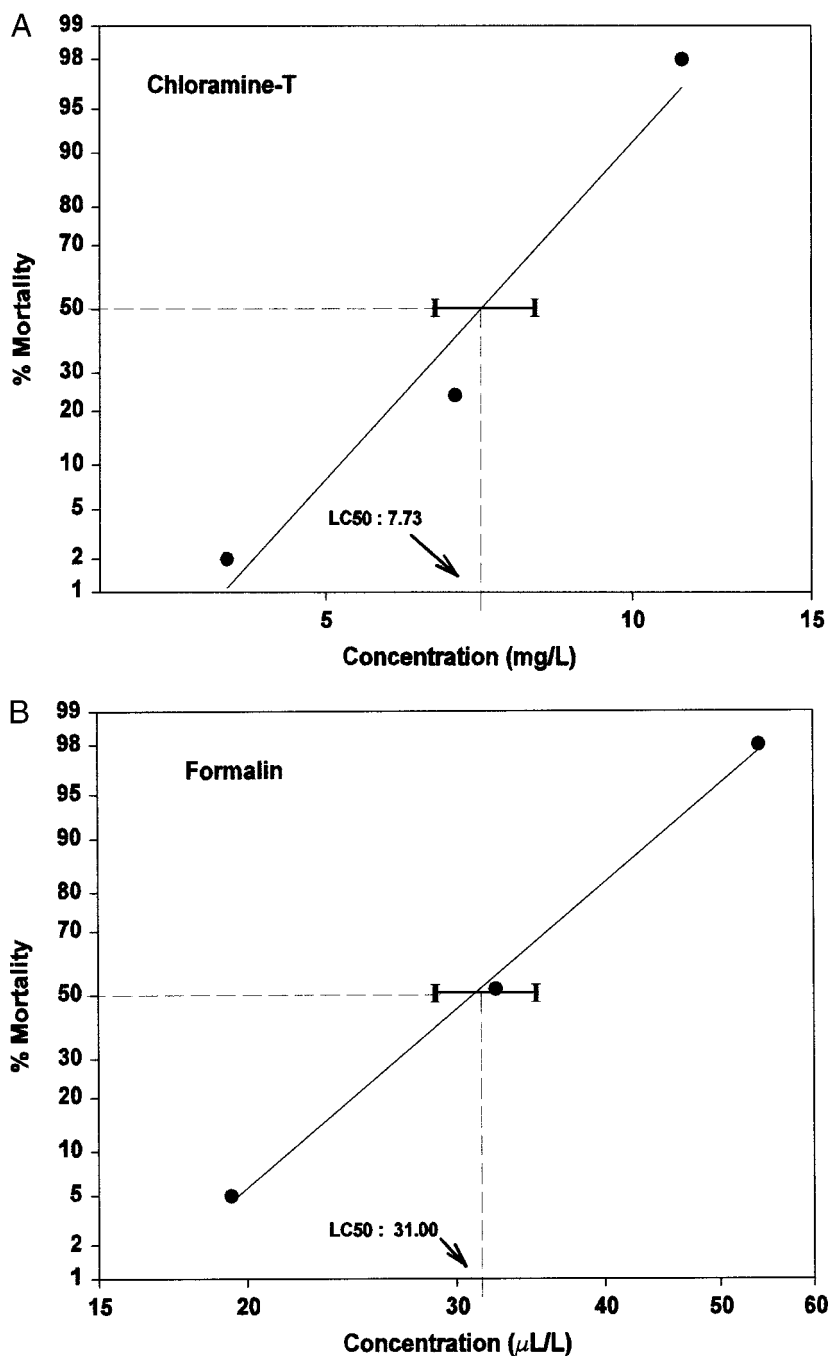 A
Chloramine-T
% Mortality
99
98
95
90
80
70
50
30
20
10
5
2
1
LC50 : 7.73
5 10 15
Concentration (mg/L)
B
Formalin
% Mortality
99
98
95
90
80
70
50
30
20
10
5
2
1
LC50 : 31.00
15 20 30 40 50 60
Concentration (μL/L)